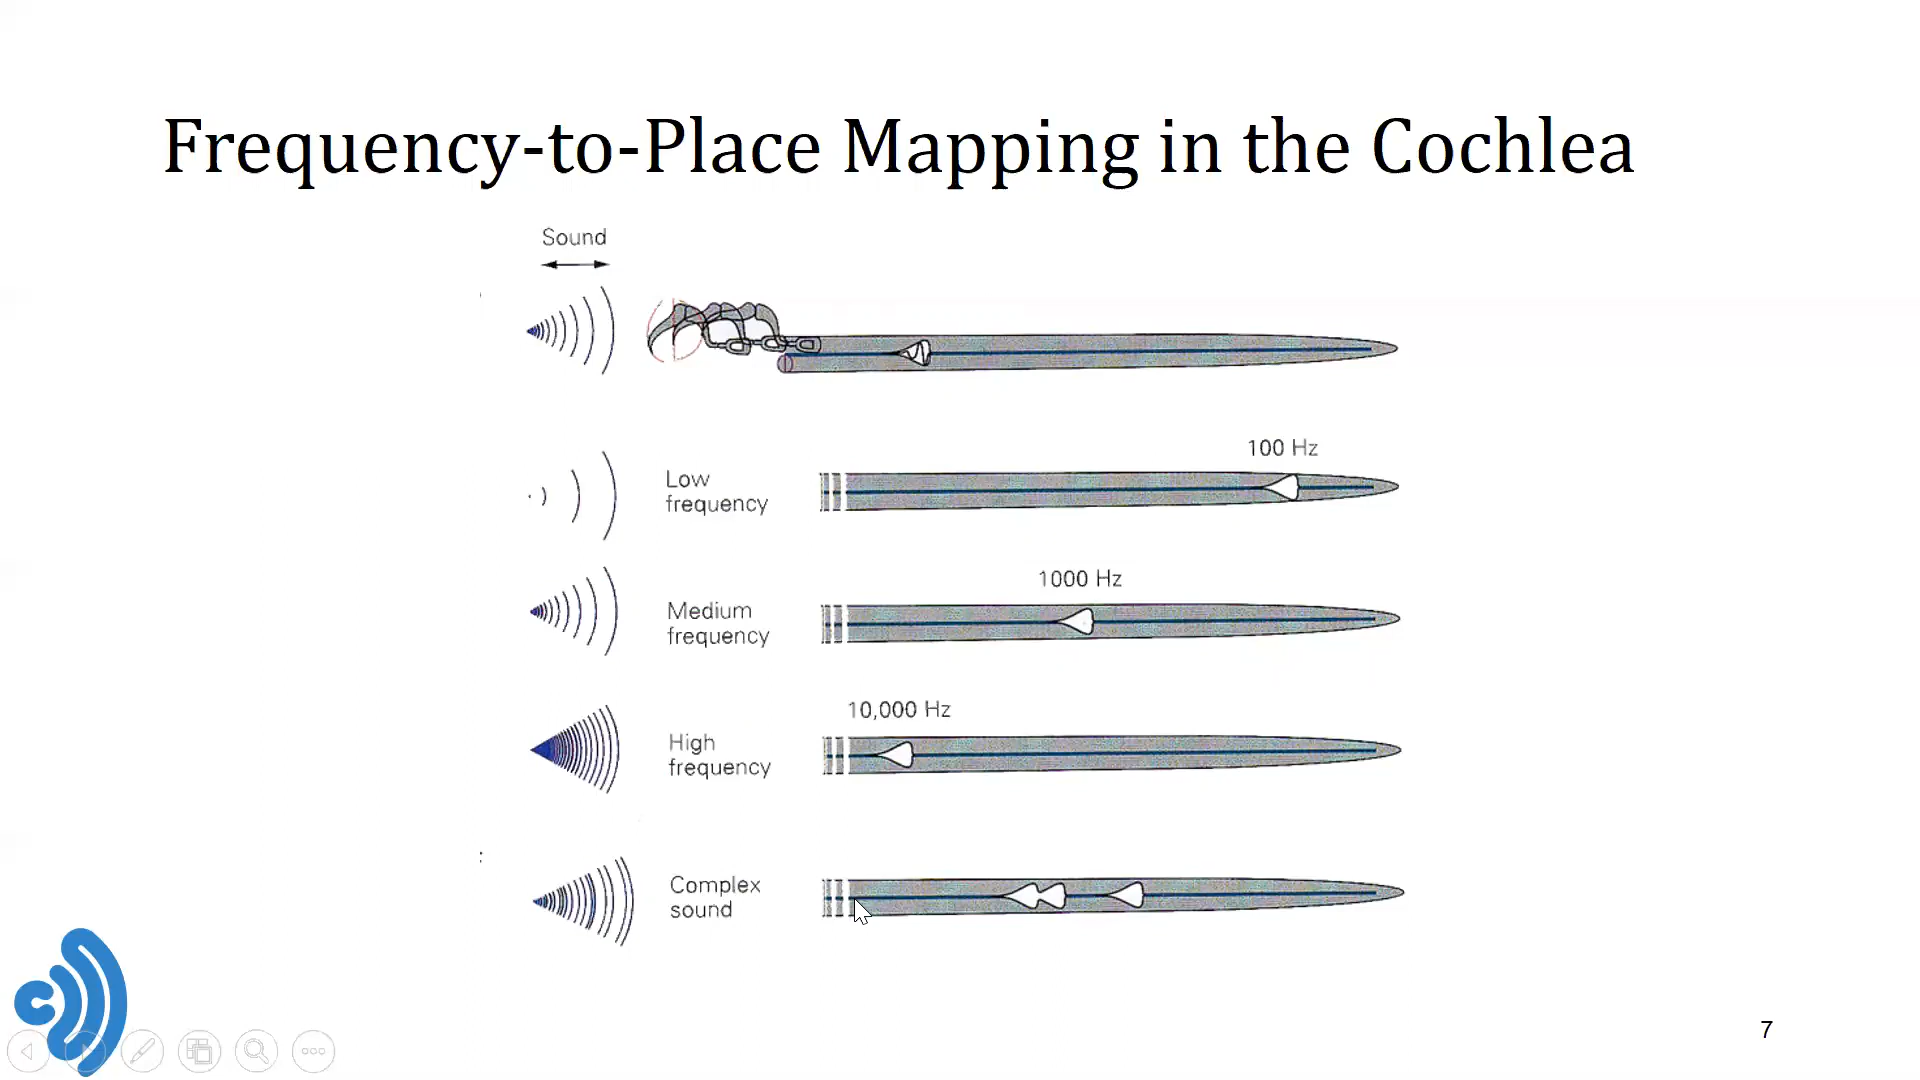 Frequency-to-Place Mapping in the Cochlea
Sound
100 Hz
Low
frequency
1000 Hz
Medium
frequency
10,000 Hz
High
frequency
Complex
sound
7